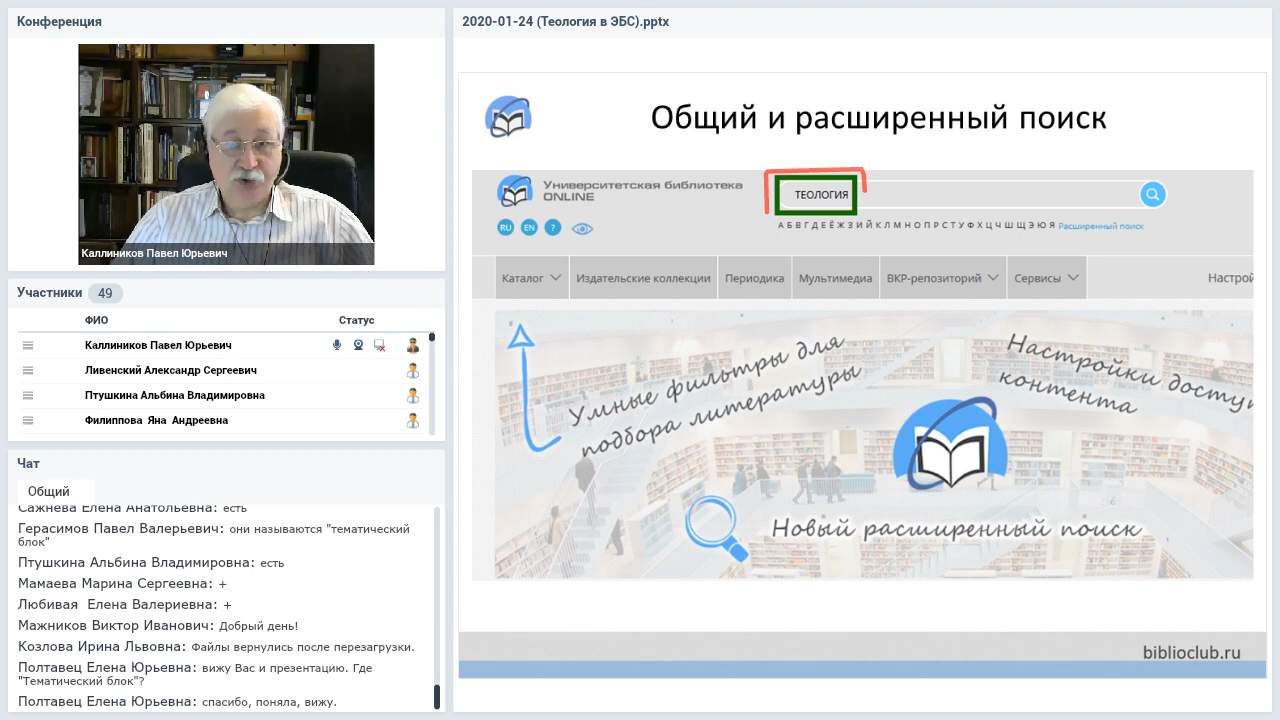 Конференция
Каллиников Павел Юрьевич
Участники 49
ФИО Статус
Каллиников Павел Юрьевич
Ливенский Александр Сергеевич
Птушкина Альбина Владимировна
Филиппова Яна Андреевна
Чат
Общий
Сажнева Елена Анатольевна: есть
Герасимов Павел Валерьевич: они называются "тематический
блок"
Птушкина Альбина Владимировна: есть
Мамаева Марина Сергеевна: +
Любивая Елена Валериевна: +
Мажников Виктор Иванович: Добрый день!
Козлова Ирина Львовна: Файлы вернулись после перезагрузки.
Полтавец Елена Юрьевна: вижу Вас и презентацию. Где
"Тематический блок"?
Полтавец Елена Юрьевна: спасибо, поняла, вижу.
2020-01-24 (Теология в ЭБС).pptx
Общий и расширенный поиск
Университетская библиотека
ONLINE
ТЕОЛОГИЯ
RU EN ?
А Б В Г Д Е Ё Ж З И Й К Л М Н О П Р С Т У Ф Х Ц Ч Ш Щ Э Ю Я Расширенный поиск
Каталог Издательские коллекции Периодика Мультимедиа ВКР-репозиторий Сервисы Настрой
Умные фильтры для
подбора литературы
Настройки доступ
контента
Новый расширенный поиск
biblioclub.ru